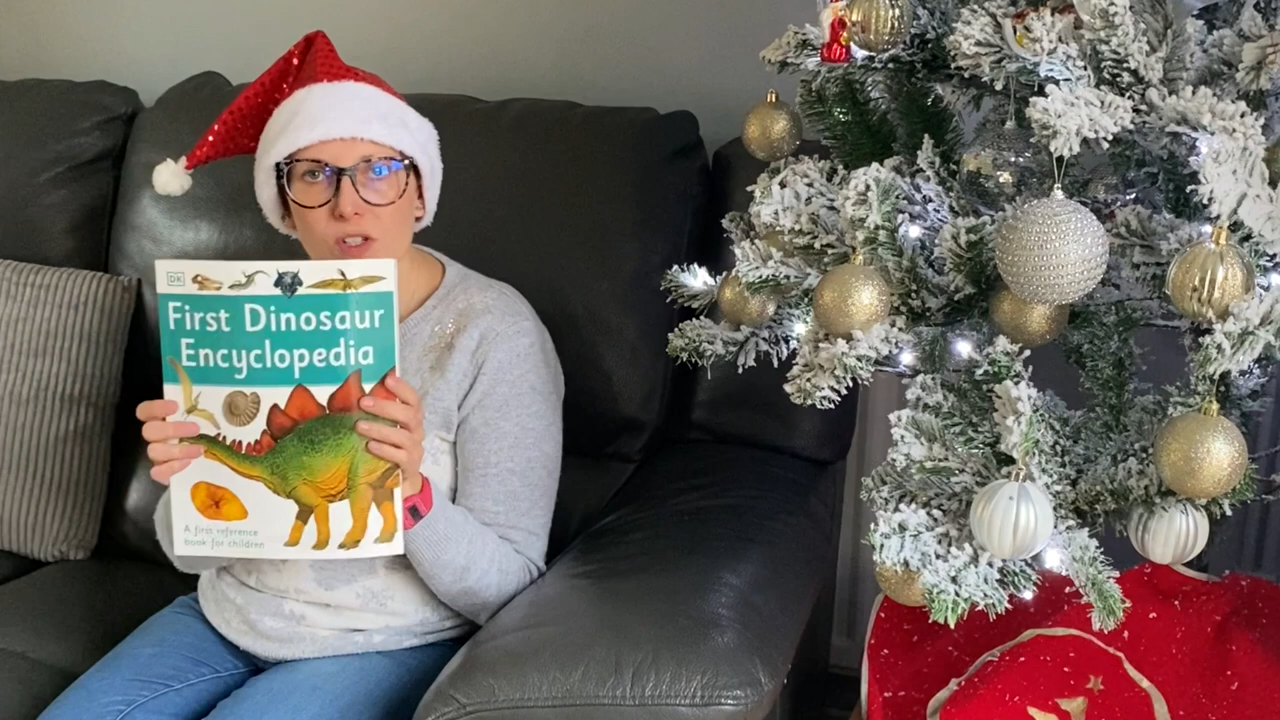 DK
First Dinosaur
Encyclopedia
A first reference
book for children